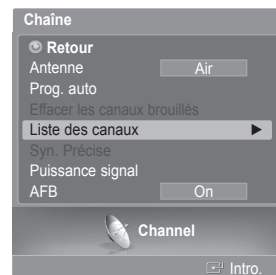 Chaîne
Retour
Antenne Air
Prog. auto
Effacer les canaux brouillés
Liste des canaux
Syn. Précise
Puissance signal
AFB On
Channel
Intro.